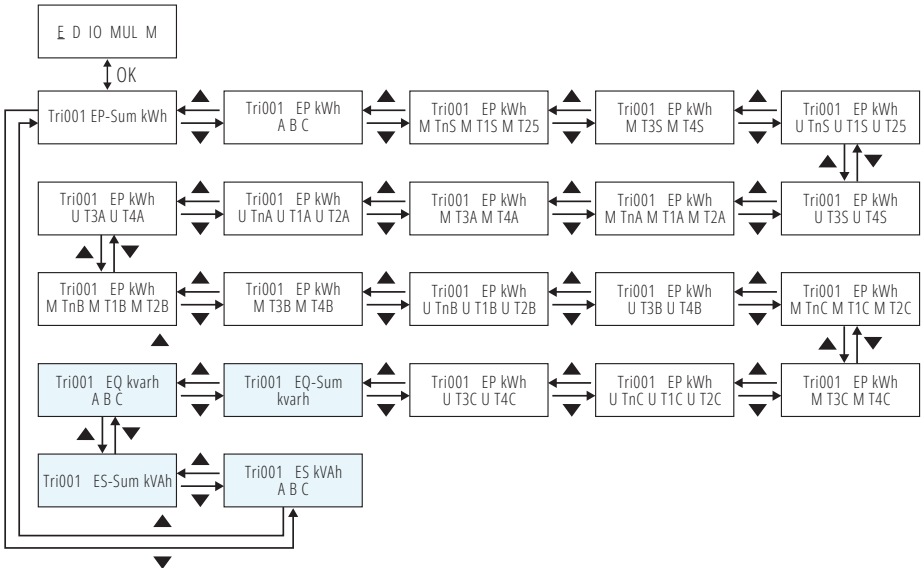 E D IO MUL M
OK
Tri001 EP-Sum kWh
Tri001 EP kWh
A B C
Tri001 EP kWh
M TnS M T1S M T25
Tri001 EP kWh
M T3S M T4S
Tri001 EP kWh
U TnS U T1S U T25
Tri001 EP kWh
U T3A U T4A
Tri001 EP kWh
U TnA U T1A U T2A
Tri001 EP kWh
M T3A M T4A
Tri001 EP kWh
M TnA M T1A M T2A
Tri001 EP kWh
U T3S U T4S
Tri001 EP kWh
M TnB M T1B M T2B
Tri001 EP kWh
M T3B M T4B
Tri001 EP kWh
U TnB U T1B U T2B
Tri001 EP kWh
U T3B U T4B
Tri001 EP kWh
M TnC M T1C M T2C
Tri001 EQ kvarh
A B C
Tri001 EQ-Sum
kvarh
Tri001 EP kWh
U T3C U T4C
Tri001 EP kWh
U TnC U T1C U T2C
Tri001 EP kWh
M T3C M T4C
Tri001 ES-Sum kVAh
Tri001 ES kVAh
A B C